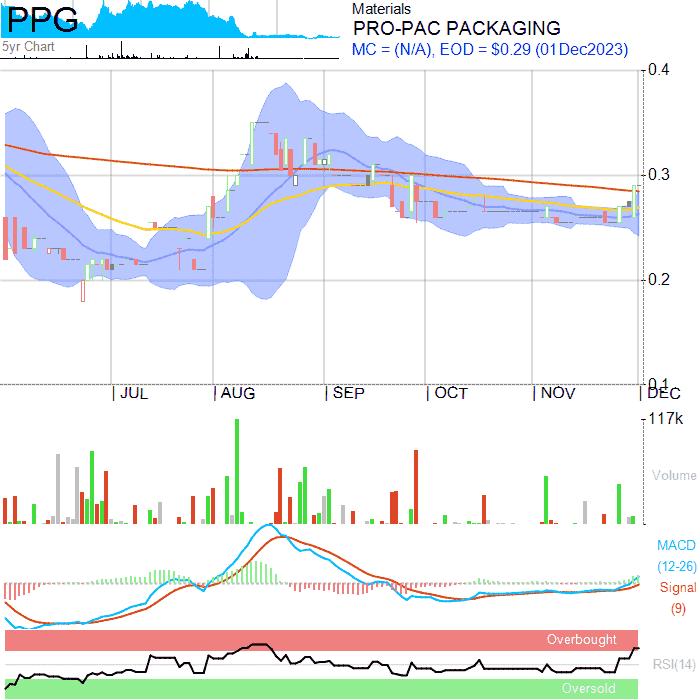 PPG
Materials
PRO-PAC PACKAGING
5yr Chart
MC = (N/A), EOD = $0.29 (01Dec2023)
0.4
0.3
0.2
0.1
JUL AUG SEP OCT NOV DEC
117k
Volume
MACD
(12-26)
Signal
(9)
Overbought
RSI(14)
Oversold